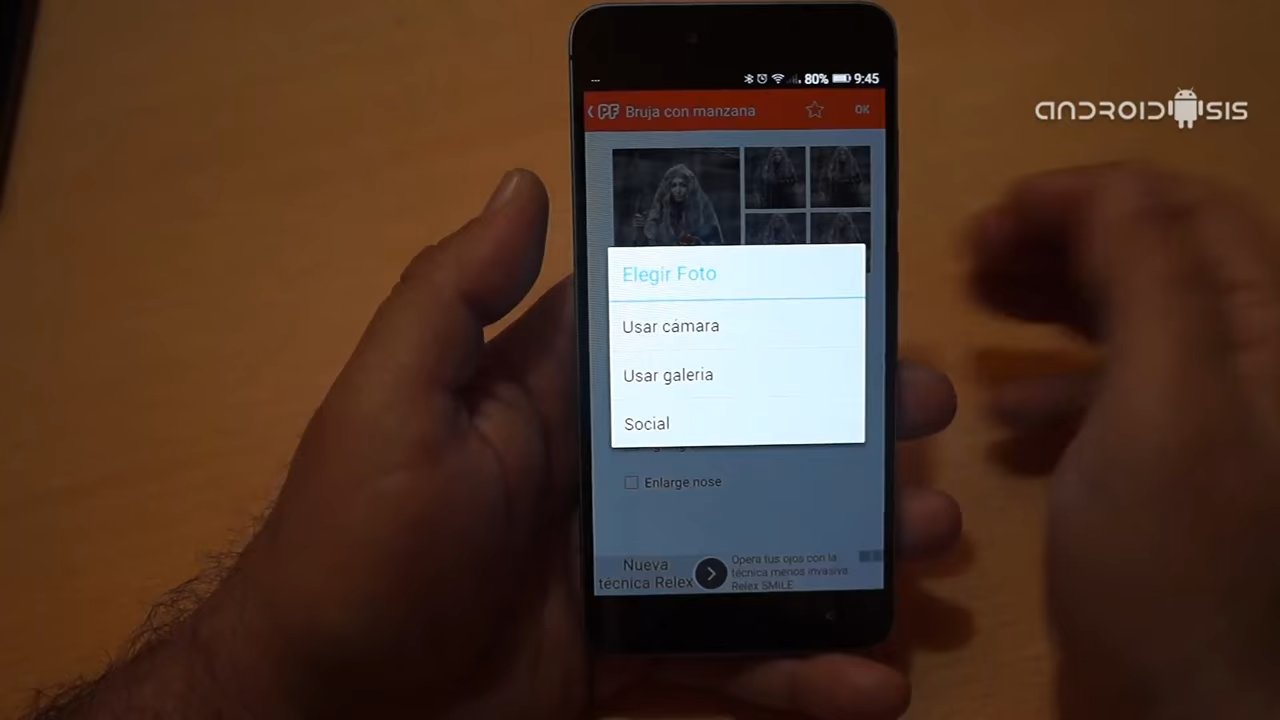 ANDROIDSIS
... 80% 9:45
PF Bruja con manzana OK
Elegir Foto
Usar cámara
Usar galeria
Social
Enlarge nose
Nueva
técnica Relex
Opera tus ojos con la
técnica menos invasiva
Relex SMILE